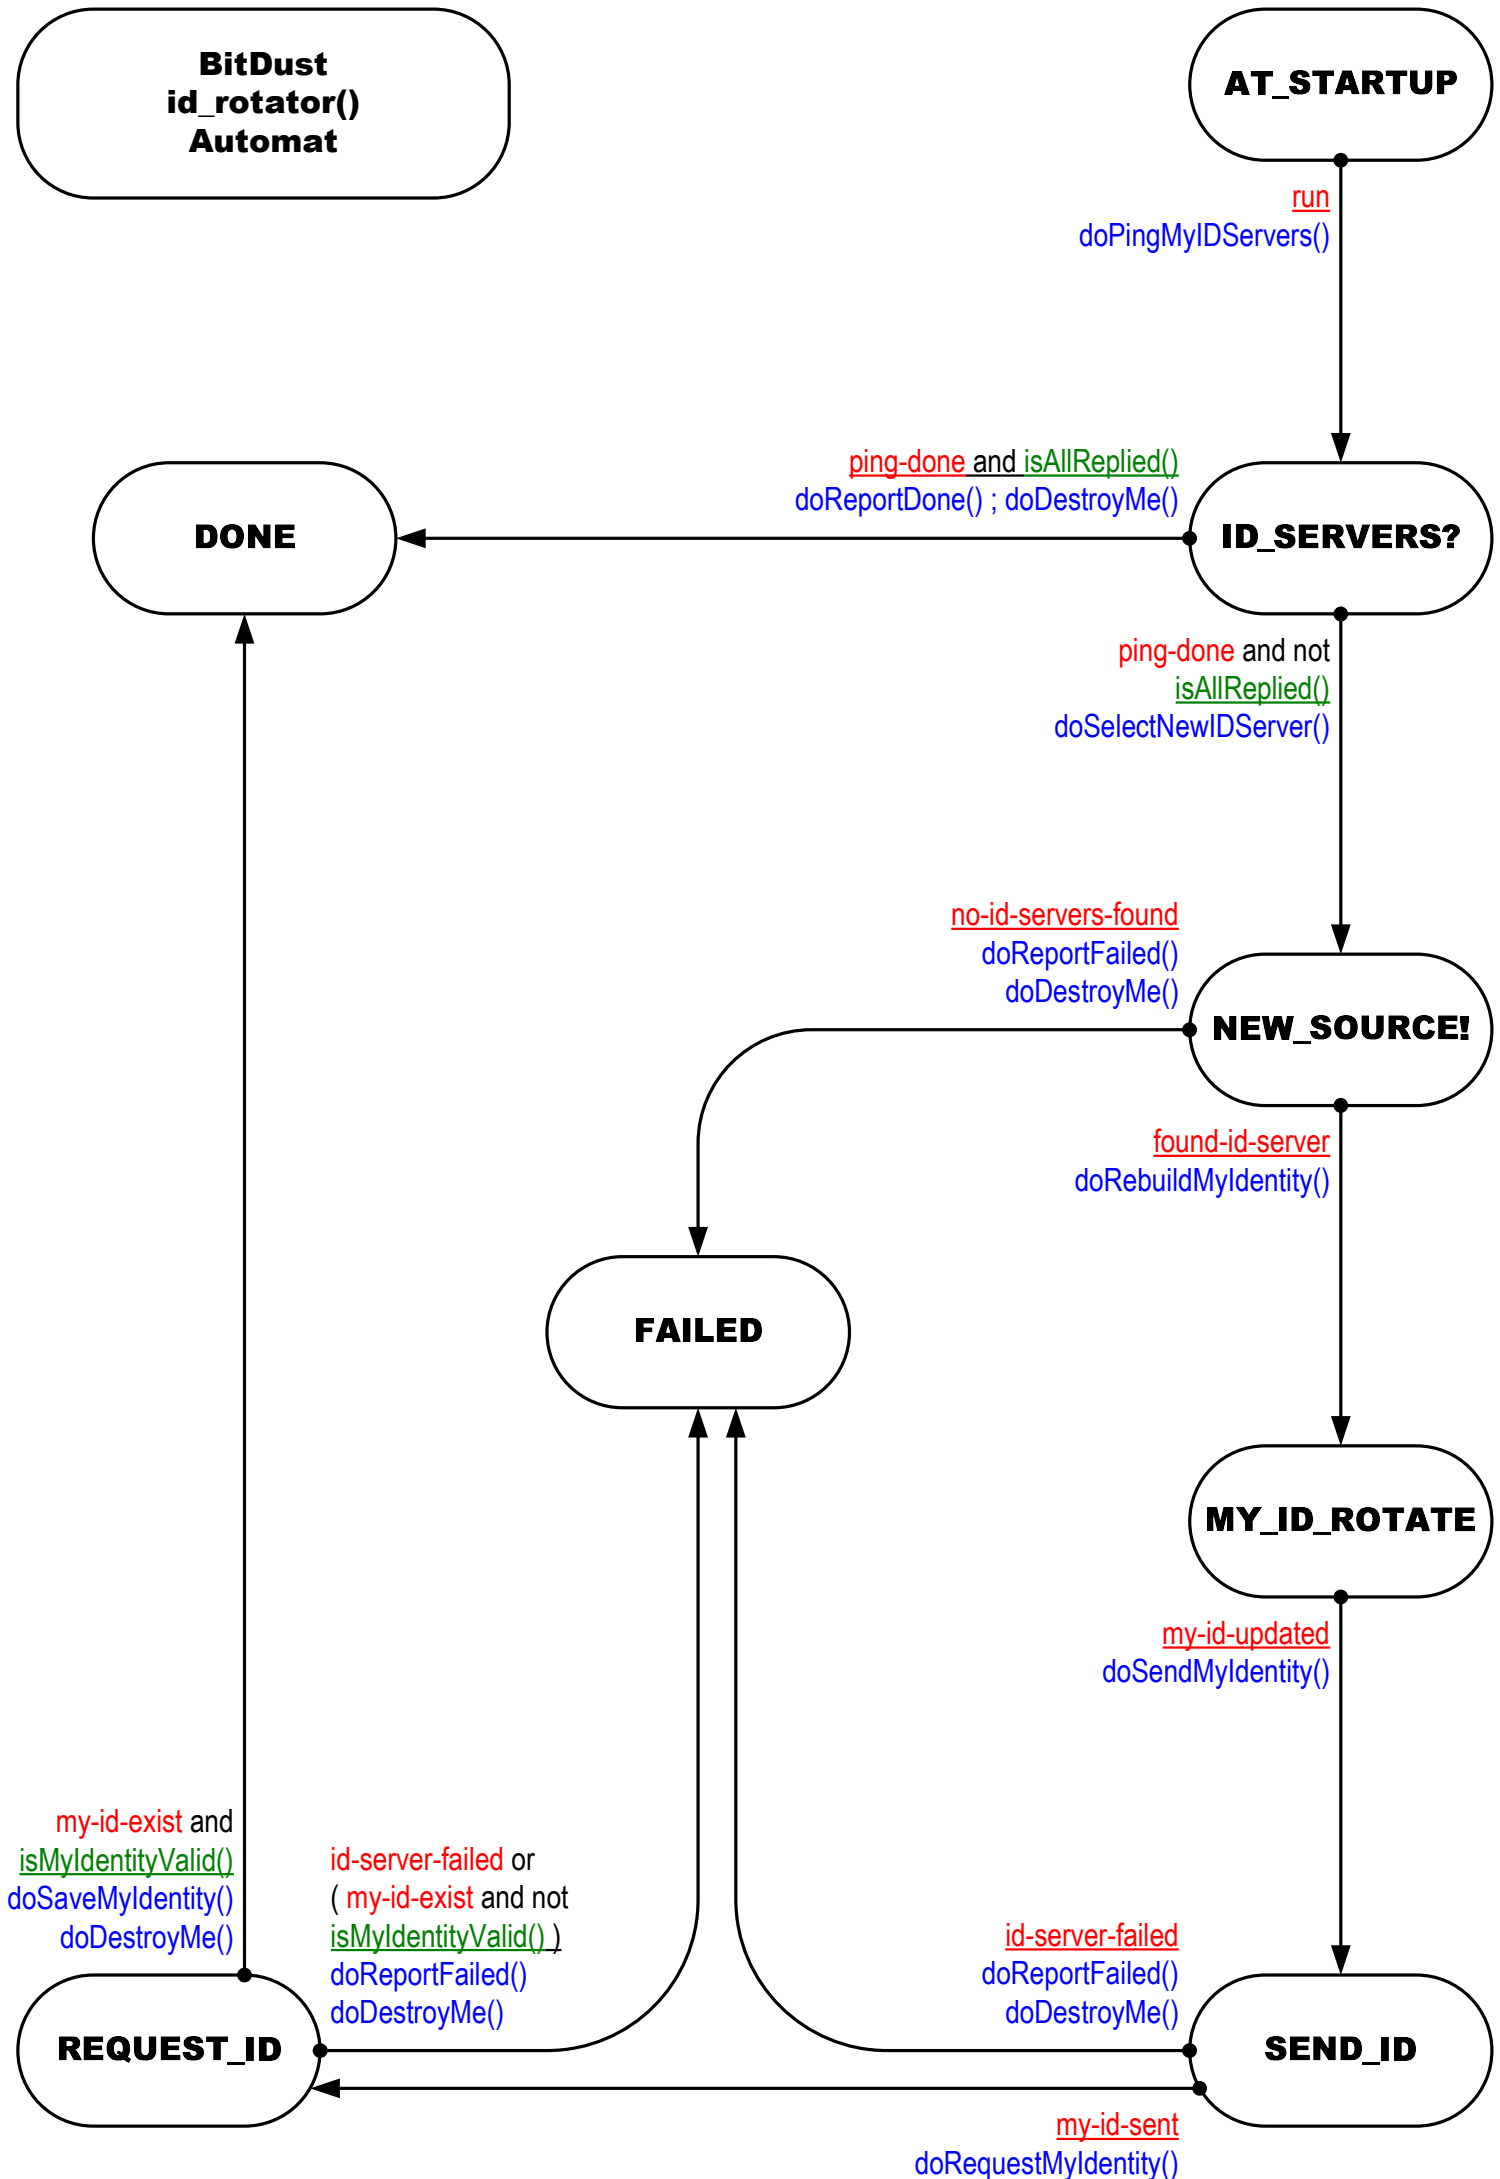 BitDust
id_rotator()
Automat
AT_STARTUP
run
doPingMyIDServers()
ping-done and isAllReplied()
doReportDone() ; doDestroyMe()
DONE
ID_SERVERS?
ping-done and not
isAllReplied()
doSelectNewIDServer()
no-id-servers-found
doReportFailed()
doDestroyMe()
NEW_SOURCE!
found-id-server
doRebuildMyIdentity()
FAILED
MY_ID_ROTATE
my-id-updated
doSendMyIdentity()
my-id-exist and
isMyIdentityValid()
doSaveMyIdentity()
doDestroyMe()
id-server-failed or
( my-id-exist and not
isMyIdentityValid() )
doReportFailed()
doDestroyMe()
id-server-failed
doReportFailed()
doDestroyMe()
REQUEST_ID
SEND_ID
my-id-sent
doRequestMyIdentity()